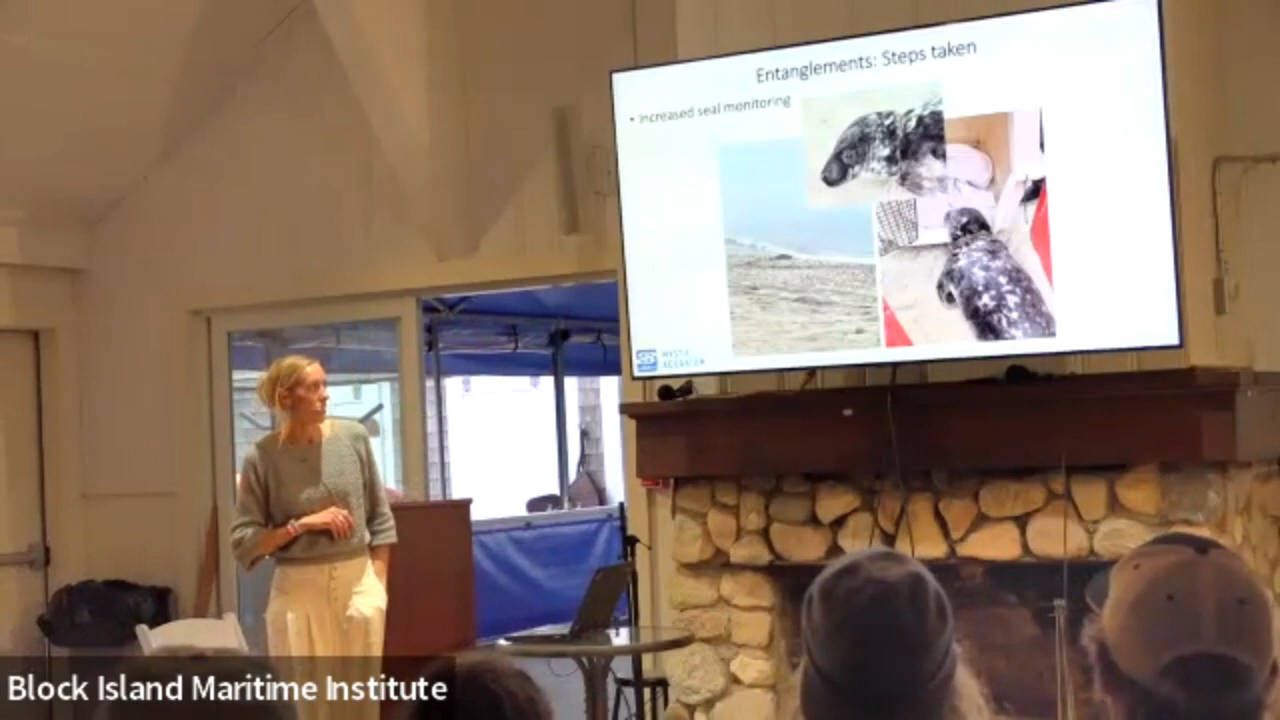 Entanglements: Steps taken
• Increased seal monitoring
MYSTIC
AQUARIUM
Block Island Maritime Institute